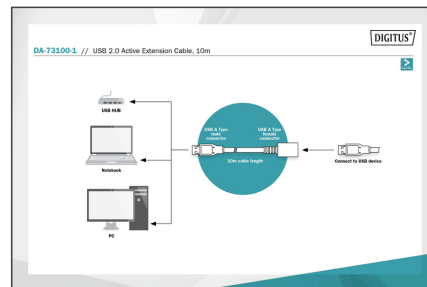 DIGITUS®
DA-73100-1 // USB 2.0 Active Extension Cable, 10m
USB HUB
USB A Type
male
connector
USB A Type
female
connector
10m cable length
Connect to USB device
Notebook
PC